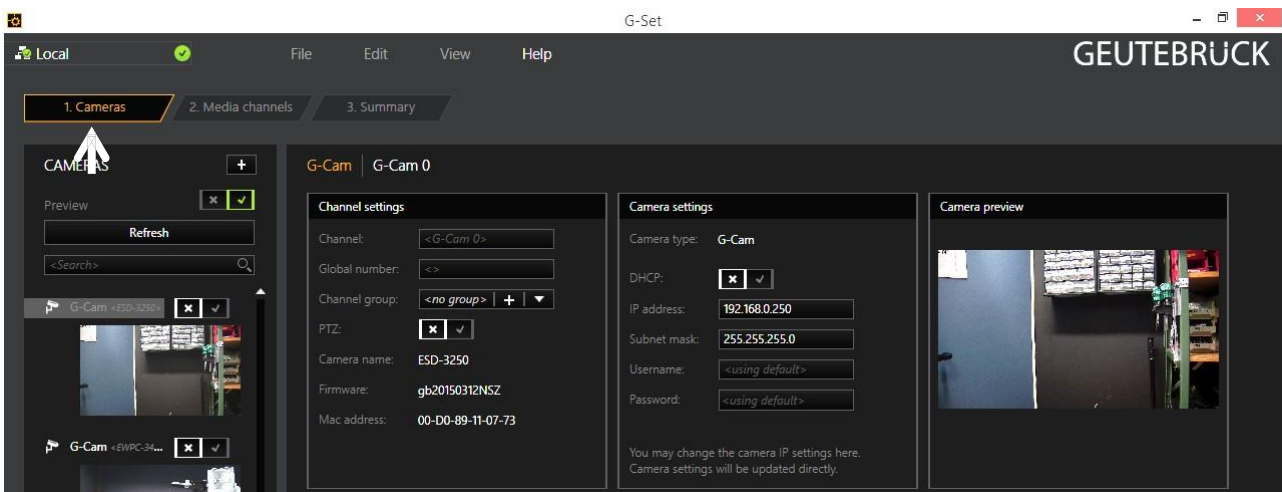 G-Set
Local File Edit View Help GEUTEBRÜCK
1. Cameras 2. Media channels 3. Summary
CAMERAS +
Preview
Refresh
<Search>
G-Cam <ESD-3250>
G-Cam <EWPC-34...
G-Cam G-Cam 0
Channel settings
Channel: <G-Cam 0>
Global number: <>
Channel group: <no group> +
PTZ:
Camera name: ESD-3250
Firmware: gb20150312NSZ
Mac address: 00-D0-89-11-07-73
Camera settings
Camera type: G-Cam
DHCP:
IP address: 192.168.0.250
Subnet mask: 255.255.255.0
Username: <using default>
Password: <using default>
You may change the camera IP settings here.
Camera settings will be updated directly.
Camera preview